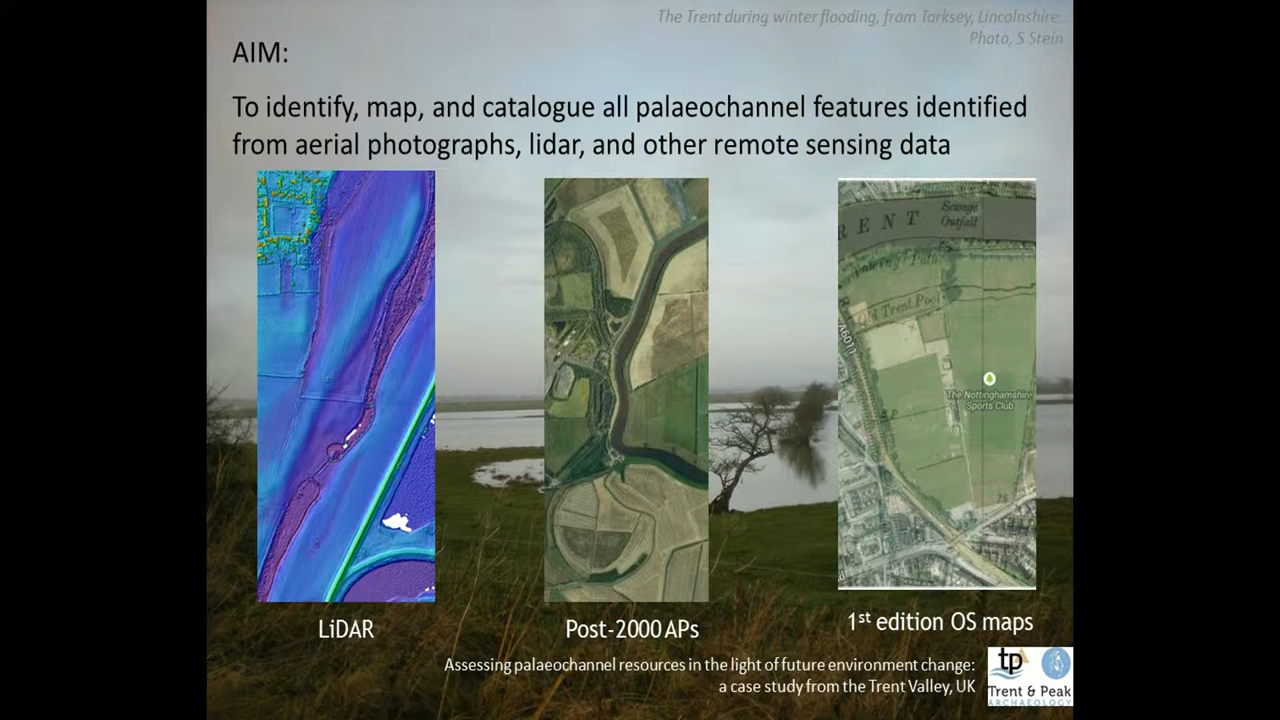 The Trent during winter flooding, from Torksey, Lincolnshire.
Photo, S Stein
AIM:
To identify, map, and catalogue all palaeochannel features identified
from aerial photographs, lidar, and other remote sensing data
RENT
Sewage
Outfall
Towing Path
Old Trent Pool
A6011
The Nottinghamshire
Sports Club
LiDAR
Post-2000 APs
1st edition OS maps
Assessing palaeochannel resources in the light of future environment change:
a case study from the Trent Valley, UK
tp
Trent & Peak
ARCHAEOLOGY